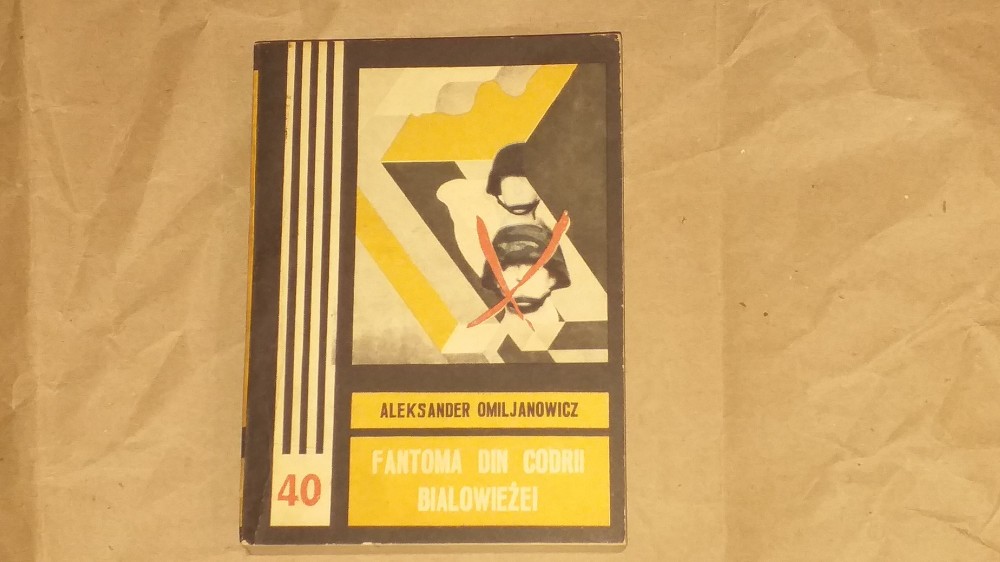 ALEKSANDER OMILJANOWICZ
FANTOMA DIN CODRII
BIALOWIEŻEI
40